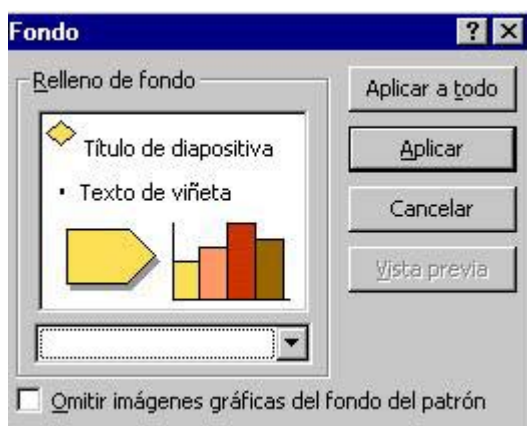 Fondo
Relleno de fondo
Título de diapositiva
• Texto de viñeta
Aplicar a todo
Aplicar
Cancelar
Vista previa
Omitir imágenes gráficas del fondo del patrón